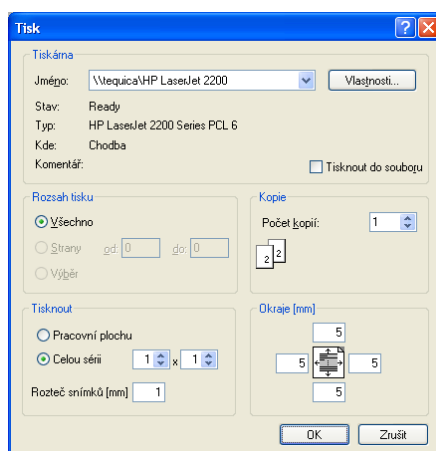 Tisk
Tiskárna
Jméno: \\tequica\HP LaserJet 2200 Vlastnosti...
Stav: Ready
Typ: HP LaserJet 2200 Series PCL 6
Kde: Chodba
Komentář: Tisknout do souboru
Rozsah tisku
Všechno
Strany od: 0 do: 0
Výběr
Kopie
Počet kopií: 1
2 2
Tisknout
Pracovní plochu
Celou sérii 1 x 1
Rozteč snímků [mm] 1
Okraje [mm]
5
5 5
5
OK Zrušit